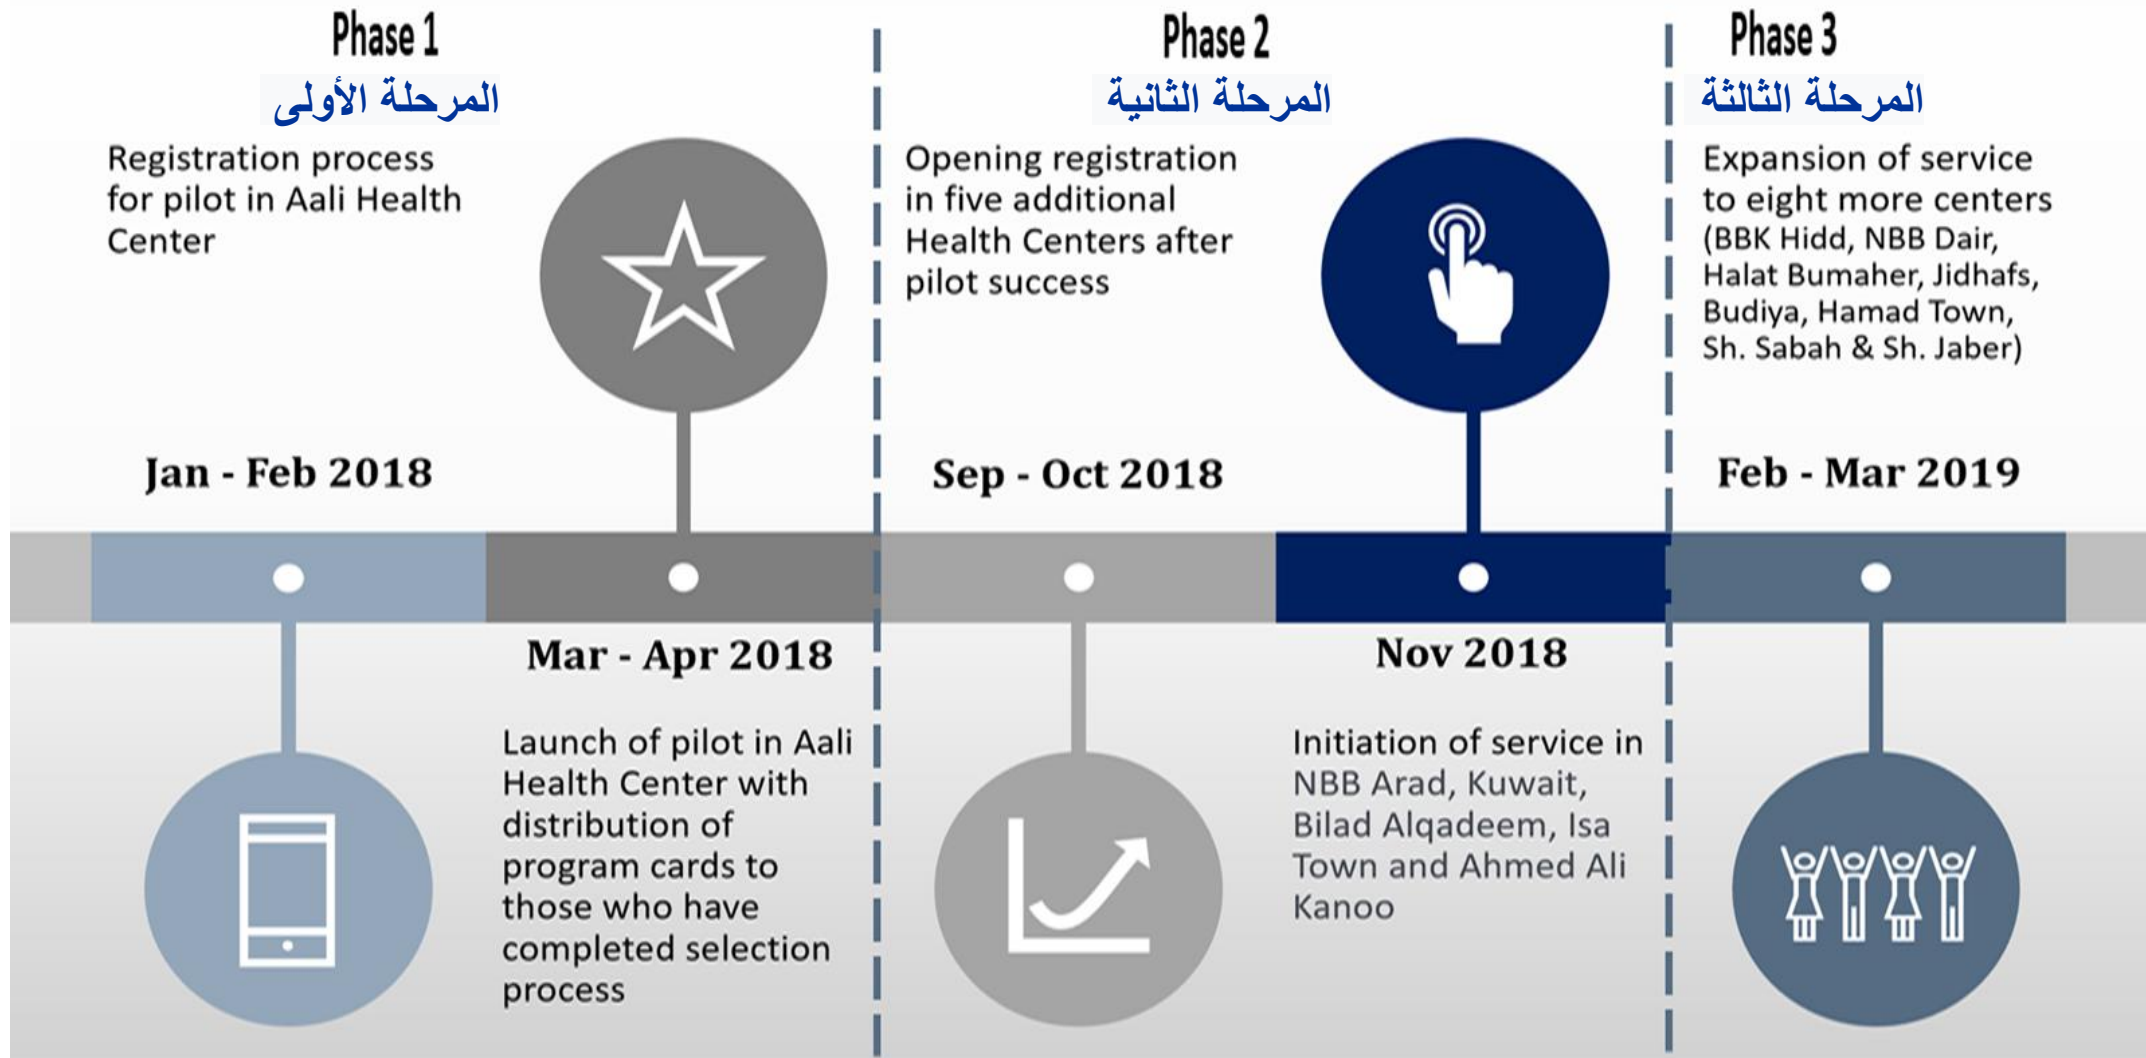 Phase 1
المرحلة الأولى
Registration process
for pilot in Aali Health
Center
Jan - Feb 2018
Mar - Apr 2018
Launch of pilot in Aali
Health Center with
distribution of
program cards to
those who have
completed selection
process
Phase 2
المرحلة الثانية
Opening registration
in five additional
Health Centers after
pilot success
Sep - Oct 2018
Nov 2018
Initiation of service in
NBB Arad, Kuwait,
Bilad Alqadeem, Isa
Town and Ahmed Ali
Kanoo
Phase 3
المرحلة الثالثة
Expansion of service
to eight more centers
(BBK Hidd, NBB Dair,
Halat Bumaher, Jidhafs,
Budiya, Hamad Town,
Sh. Sabah & Sh. Jaber)
Feb - Mar 2019